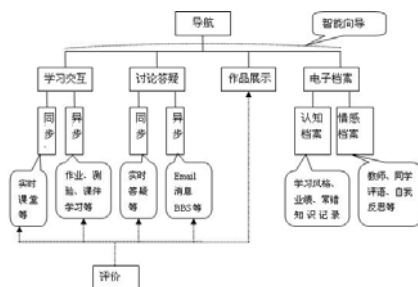 导航
智能向导
学习交互
讨论答疑
作品展示
电子档案
同步
异步
同步
异步
认知
档案
情感
档案
实时
课堂
等
作业、测
验、课件
学习等
实时
答疑
等
Email
消息
BBS等
学习风格、
业绩、常错
知识记录
教师、同学
评语、自我
反思等
评价